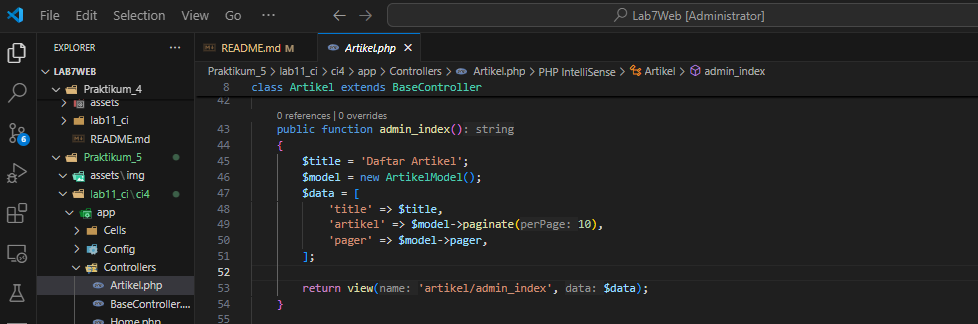 File Edit Selection View Go ··· Lab7Web [Administrator]
EXPLORER ···
README.md M Artikel.php
LAB7WEB
Praktikum_5 > lab11_ci > ci4 > app > Controllers > Artikel.php > PHP IntelliSense > Artikel > admin_index
Praktikum_4
8 class Artikel extends BaseController
assets
42
lab11_ci
0 references | 0 overrides
README.md
43 public function admin_index(): string
6
Praktikum_5
44 {
assets\img
45 $title = 'Daftar Artikel';
46 $model = new ArtikelModel();
lab11_ci\ci4
47 $data = [
app
48 'title' => $title,
Cells
49 'artikel' => $model->paginate(perPage: 10),
Config
50 'pager' => $model->pager,
51 ];
Controllers
52
Artikel.php
53 return view(name: 'artikel/admin_index', data: $data);
BaseController....
54 }
Home.php
55